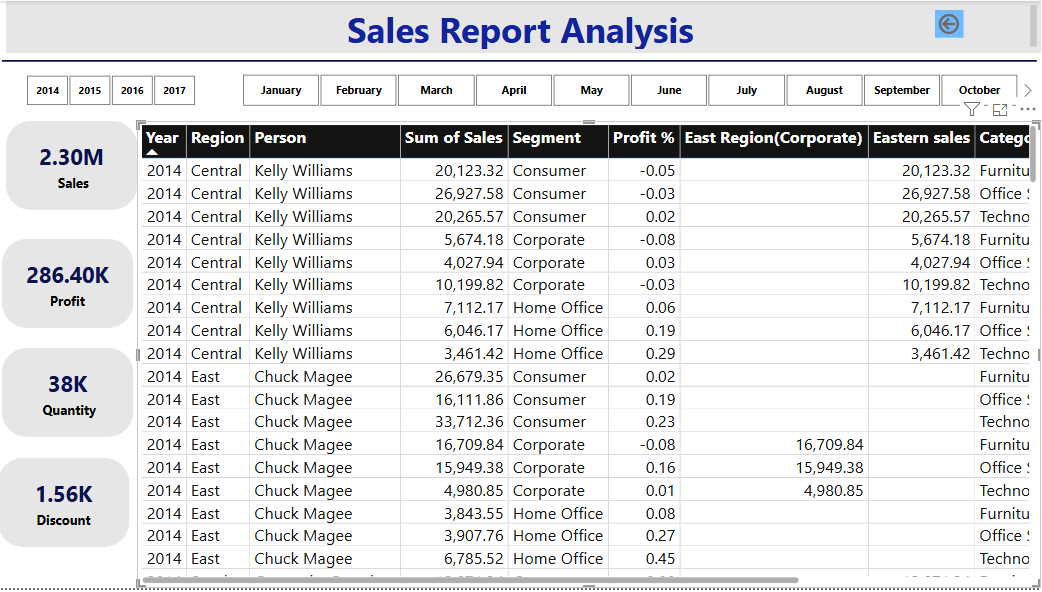 Sales Report Analysis
2014 2015 2016 2017 January February March April May June July August September October
2.30M
Sales
286.40K
Profit
38K
Quantity
1.56K
Discount
Year Region Person Sum of Sales Segment Profit % East Region(Corporate) Eastern sales Catego
2014 Central Kelly Williams 20,123.32 Consumer -0.05 20,123.32 Furnitu
2014 Central Kelly Williams 26,927.58 Consumer -0.03 26,927.58 Office
2014 Central Kelly Williams 20,265.57 Consumer 0.02 20,265.57 Techno
2014 Central Kelly Williams 5,674.18 Corporate -0.08 5,674.18 Furnitu
2014 Central Kelly Williams 4,027.94 Corporate 0.03 4,027.94 Office
2014 Central Kelly Williams 10,199.82 Corporate -0.03 10,199.82 Techno
2014 Central Kelly Williams 7,112.17 Home Office 0.06 7,112.17 Furnitu
2014 Central Kelly Williams 6,046.17 Home Office 0.19 6,046.17 Office
2014 Central Kelly Williams 3,461.42 Home Office 0.29 3,461.42 Techno
2014 East Chuck Magee 26,679.35 Consumer 0.02 Furnitu
2014 East Chuck Magee 16,111.86 Consumer 0.19 Office
2014 East Chuck Magee 33,712.36 Consumer 0.23 Techno
2014 East Chuck Magee 16,709.84 Corporate -0.08 16,709.84 Furnitu
2014 East Chuck Magee 15,949.38 Corporate 0.16 15,949.38 Office
2014 East Chuck Magee 4,980.85 Corporate 0.01 4,980.85 Techno
2014 East Chuck Magee 3,843.55 Home Office 0.08 Furnitu
2014 East Chuck Magee 3,907.76 Home Office 0.27 Office
2014 East Chuck Magee 6,785.52 Home Office 0.45 Techno